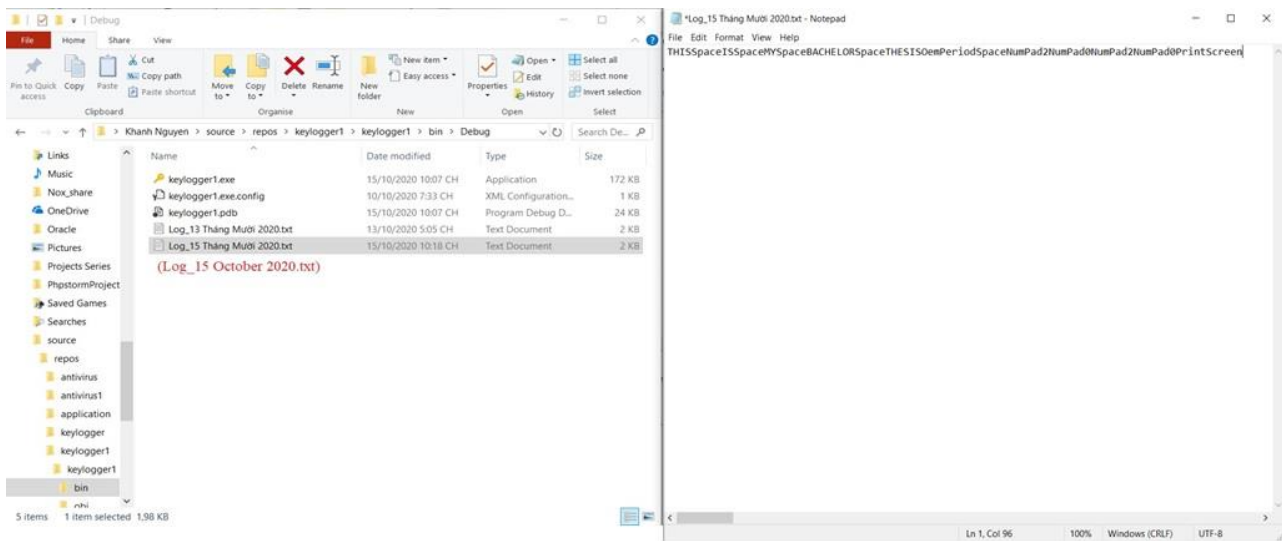 Debug
File Home Share View
Pin to Quick access
Copy
Paste
Cut
Copy path
Paste shortcut
Clipboard
Move to
Copy to
Delete
Rename
Organise
New folder
New item
Easy access
New
Properties
Open
Edit
History
Open
Select all
Select none
Invert selection
Select
> Khanh Nguyen > source > repos > keylogger1 > keylogger1 > bin > Debug
Search De...
Links
Music
Nox_share
OneDrive
Oracle
Pictures
Projects Series
PhpstormProject
Saved Games
Searches
source
repos
antivirus
antivirus1
application
keylogger
keylogger1
keylogger1
bin
obj
Name Date modified Type Size
keylogger1.exe 15/10/2020 10:07 CH Application 172 KB
keylogger1.exe.config 10/10/2020 7:33 CH XML Configuration... 1 KB
keylogger1.pdb 15/10/2020 10:07 CH Program Debug D... 24 KB
Log_13 Tháng Mười 2020.txt 13/10/2020 5:05 CH Text Document 2 KB
Log_15 Tháng Mười 2020.txt 15/10/2020 10:18 CH Text Document 2 KB
(Log_15 October 2020.txt)
5 items 1 item selected 1,98 KB
*Log_15 Tháng Mười 2020.txt - Notepad
File Edit Format View Help
THISSpaceISSpaceMYSpaceBACHELORSpaceTHESISOemPeriodSpaceNumPad2NumPad0NumPad2NumPad0PrintScreen
Ln 1, Col 96 100% Windows (CRLF) UTF-8